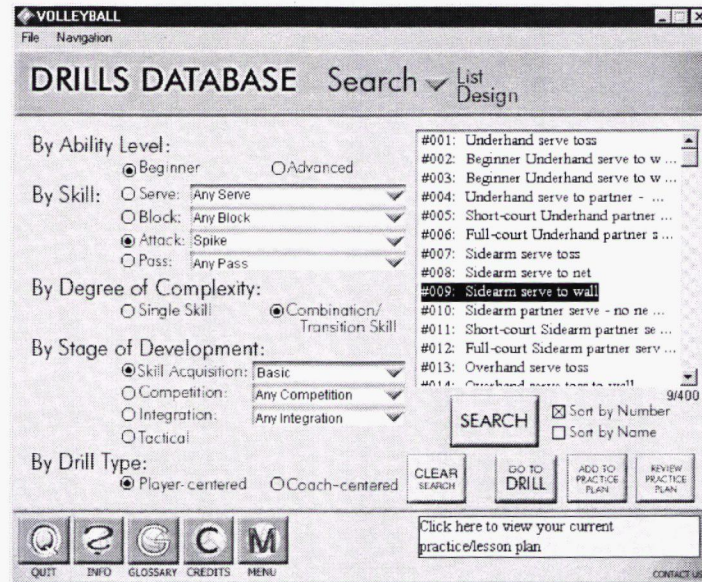 VOLLEYBALL
File Navigation
DRILLS DATABASE Search List
Design
By Ability Level:
Beginner Advanced
By Skill: Serve: Any Serve
Block: Any Block
Attack: Spike
Pass: Any Pass
By Degree of Complexity:
Single Skill Combination/
Transition Skill
By Stage of Development:
Skill Acquisition: Basic
Competition: Any Competition
Integration: Any Integration
Tactical
By Drill Type:
Player-centered Coach-centered
#001: Underhand serve toss
#002: Beginner Underhand serve to w ...
#003: Beginner Underhand serve to w ...
#004: Underhand serve to partner - ...
#005: Short-court Underhand partner ...
#006: Full-court Underhand partner s ...
#007: Sidearm serve toss
#008: Sidearm serve to net
#009: Sidearm serve to wall
#010: Sidearm partner serve - no ne ...
#011: Short-court Sidearm partner se ...
#012: Full-court Sidearm partner serv ...
#013: Overhand serve toss
#014: Overhand serve toss to wall
9/400
SEARCH Sort by Number
Sort by Name
CLEAR
SEARCH
GO TO
DRILL
ADD TO
PRACTICE
PLAN
REVIEW
PRACTICE
PLAN
Q S G C M
QUIT INFO GLOSSARY CREDITS MENU
Click here to view your current
practice/lesson plan
CONTACT US